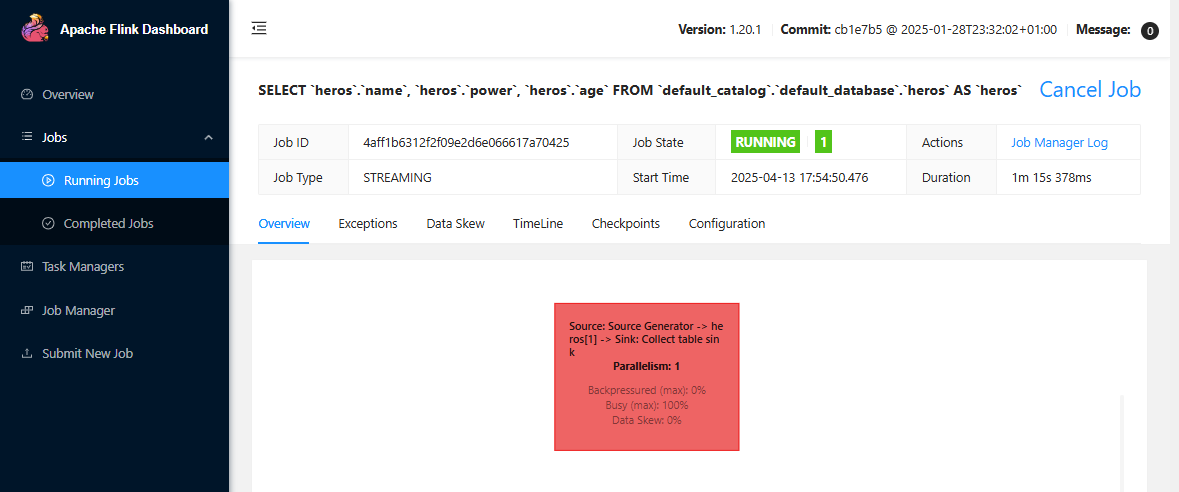 Apache Flink Dashboard
Version: 1.20.1 Commit: cb1e7b5 @ 2025-01-28T23:32:02+01:00 Message: 0
Overview
Jobs
Running Jobs
Completed Jobs
Task Managers
Job Manager
Submit New Job
SELECT `heros`.`name`, `heros`.`power`, `heros`.`age` FROM `default_catalog`.`default_database`.`heros` AS `heros` Cancel Job
Job ID 4aff1b6312f2f09e2d6e066617a70425 Job State RUNNING 1 Actions Job Manager Log
Job Type STREAMING Start Time 2025-04-13 17:54:50.476 Duration 1m 15s 378ms
Overview Exceptions Data Skew TimeLine Checkpoints Configuration
Source: Source Generator -> he
ros[1] -> Sink: Collect table sin
k
Parallelism: 1
Backpressured (max): 0%
Busy (max): 100%
Data Skew: 0%